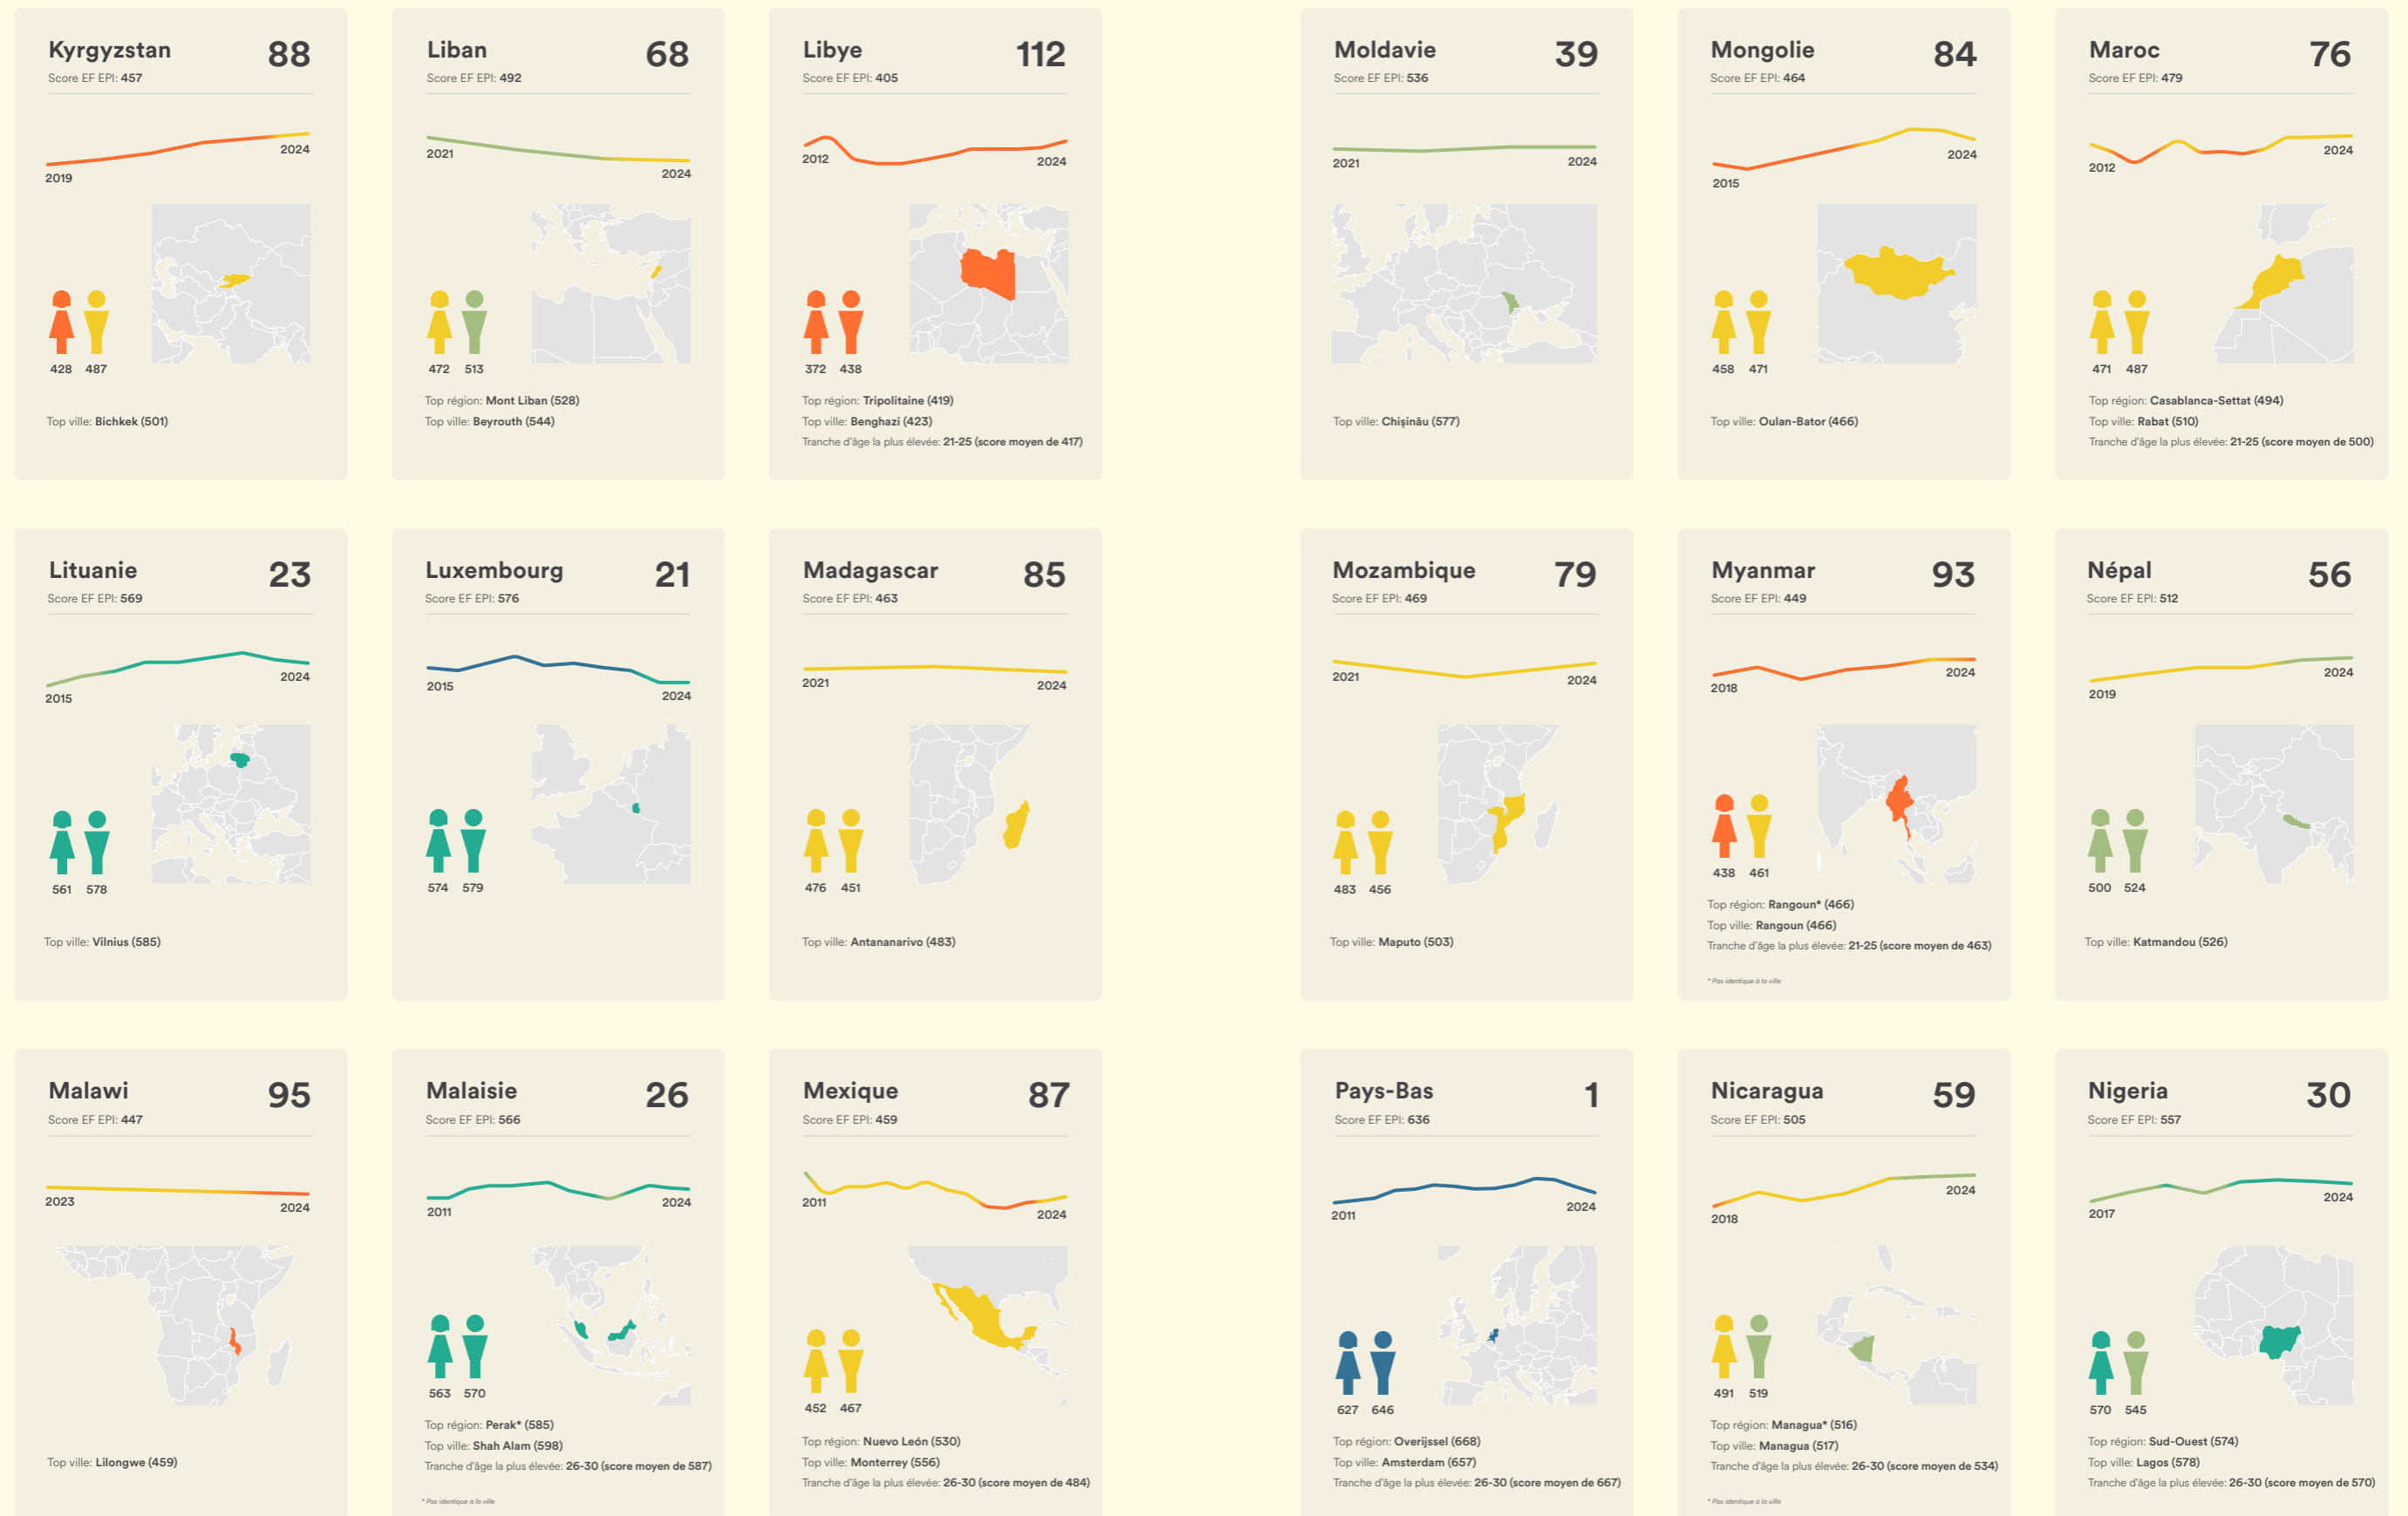 Kyrgyzstan
88
Score EF EPI: 457
2019
2024
428
487
Top ville: Bichkek (501)
Liban
68
Score EF EPI: 492
2021
2024
472
513
Top région: Mont Liban (528)
Top ville: Beyrouth (544)
Libye
112
Score EF EPI: 405
2012
2024
372
438
Top région: Tripolitaine (419)
Top ville: Benghazi (423)
Tranche d'âge la plus élevée: 21-25 (score moyen de 417)
Moldavie
39
Score EF EPI: 536
2021
2024
Top ville: Chişinău (577)
Mongolie
84
Score EF EPI: 464
2015
2024
458
471
Top ville: Oulan-Bator (466)
Maroc
76
Score EF EPI: 479
2012
2024
471
487
Top région: Casablanca-Settat (494)
Top ville: Rabat (510)
Tranche d'âge la plus élevée: 21-25 (score moyen de 500)
Lituanie
23
Score EF EPI: 569
2015
2024
561
578
Top ville: Vilnius (585)
Luxembourg
21
Score EF EPI: 576
2015
2024
574
579
Madagascar
85
Score EF EPI: 463
2021
2024
476
451
Top ville: Antananarivo (483)
Mozambique
79
Score EF EPI: 469
2021
2024
483
456
Top ville: Maputo (503)
Myanmar
93
Score EF EPI: 449
2018
2024
438
461
Top région: Rangoun* (466)
Top ville: Rangoun (466)
Tranche d'âge la plus élevée: 21-25 (score moyen de 463)
* Pas identique à la ville
Népal
56
Score EF EPI: 512
2019
2024
500
524
Top ville: Katmandou (526)
Malawi
95
Score EF EPI: 447
2023
2024
Top ville: Lilongwe (459)
Malaisie
26
Score EF EPI: 566
2011
2024
563
570
Top région: Perak* (585)
Top ville: Shah Alam (598)
Tranche d'âge la plus élevée: 26-30 (score moyen de 587)
* Pas identique à la ville
Mexique
87
Score EF EPI: 459
2011
2024
452
467
Top région: Nuevo León (530)
Top ville: Monterrey (556)
Tranche d'âge la plus élevée: 26-30 (score moyen de 484)
Pays-Bas
1
Score EF EPI: 636
2011
2024
627
646
Top région: Overijssel (668)
Top ville: Amsterdam (657)
Tranche d'âge la plus élevée: 26-30 (score moyen de 667)
Nicaragua
59
Score EF EPI: 505
2018
2024
491
519
Top région: Managua* (516)
Top ville: Managua (517)
Tranche d'âge la plus élevée: 26-30 (score moyen de 534)
* Pas identique à la ville
Nigeria
30
Score EF EPI: 557
2017
2024
570
545
Top région: Sud-Ouest (574)
Top ville: Lagos (578)
Tranche d'âge la plus élevée: 26-30 (score moyen de 570)